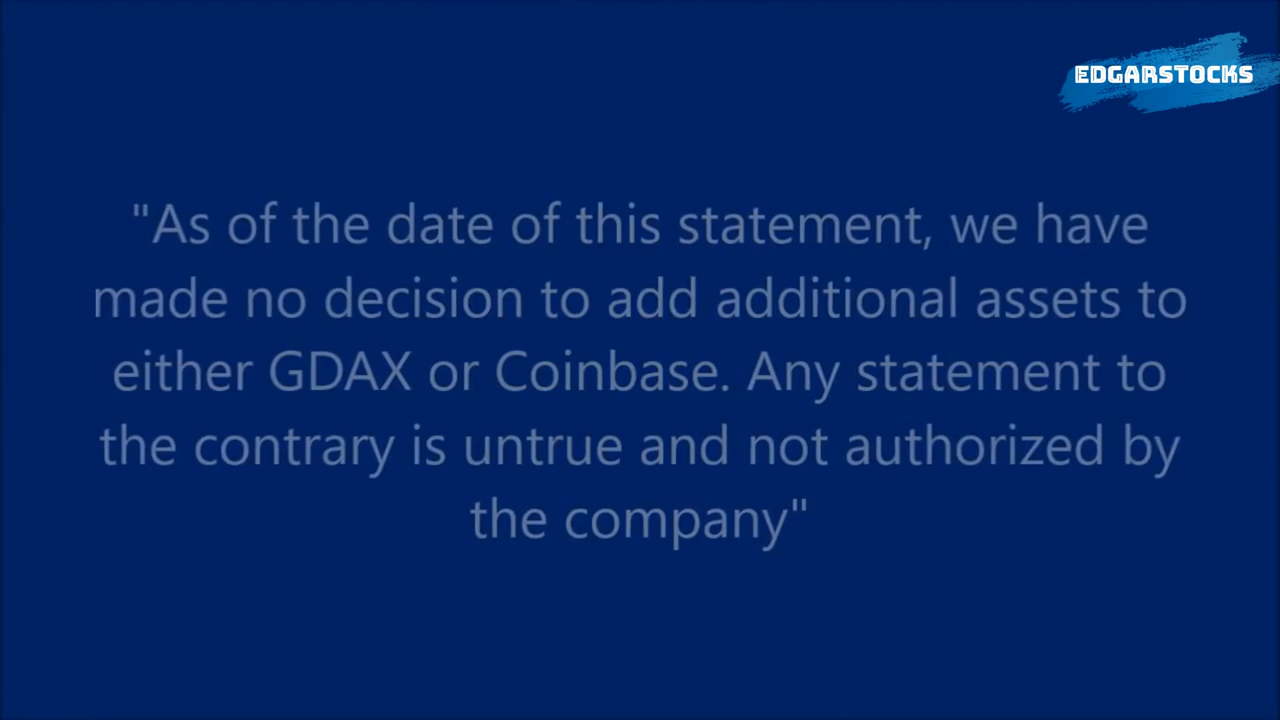 EDGARSTOCKS
"As of the date of this statement, we have
made no decision to add additional assets to
either GDAX or Coinbase. Any statement to
the contrary is untrue and not authorized by
the company"